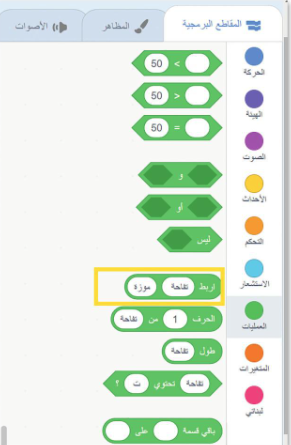 المقاطع البرمجية المظاهر الأصوات
الحركة
الهيئة
الصوت
الأحداث
التحكم
الاستشعار
العمليات
المتغيرات
لبناتي
50 <
50 >
50 =
و
أو
ليس
اربط تفاحة موزة
الحرف 1 من تفاحة
طول تفاحة
تفاحة تحتوي ت ؟
باقي قسمة على